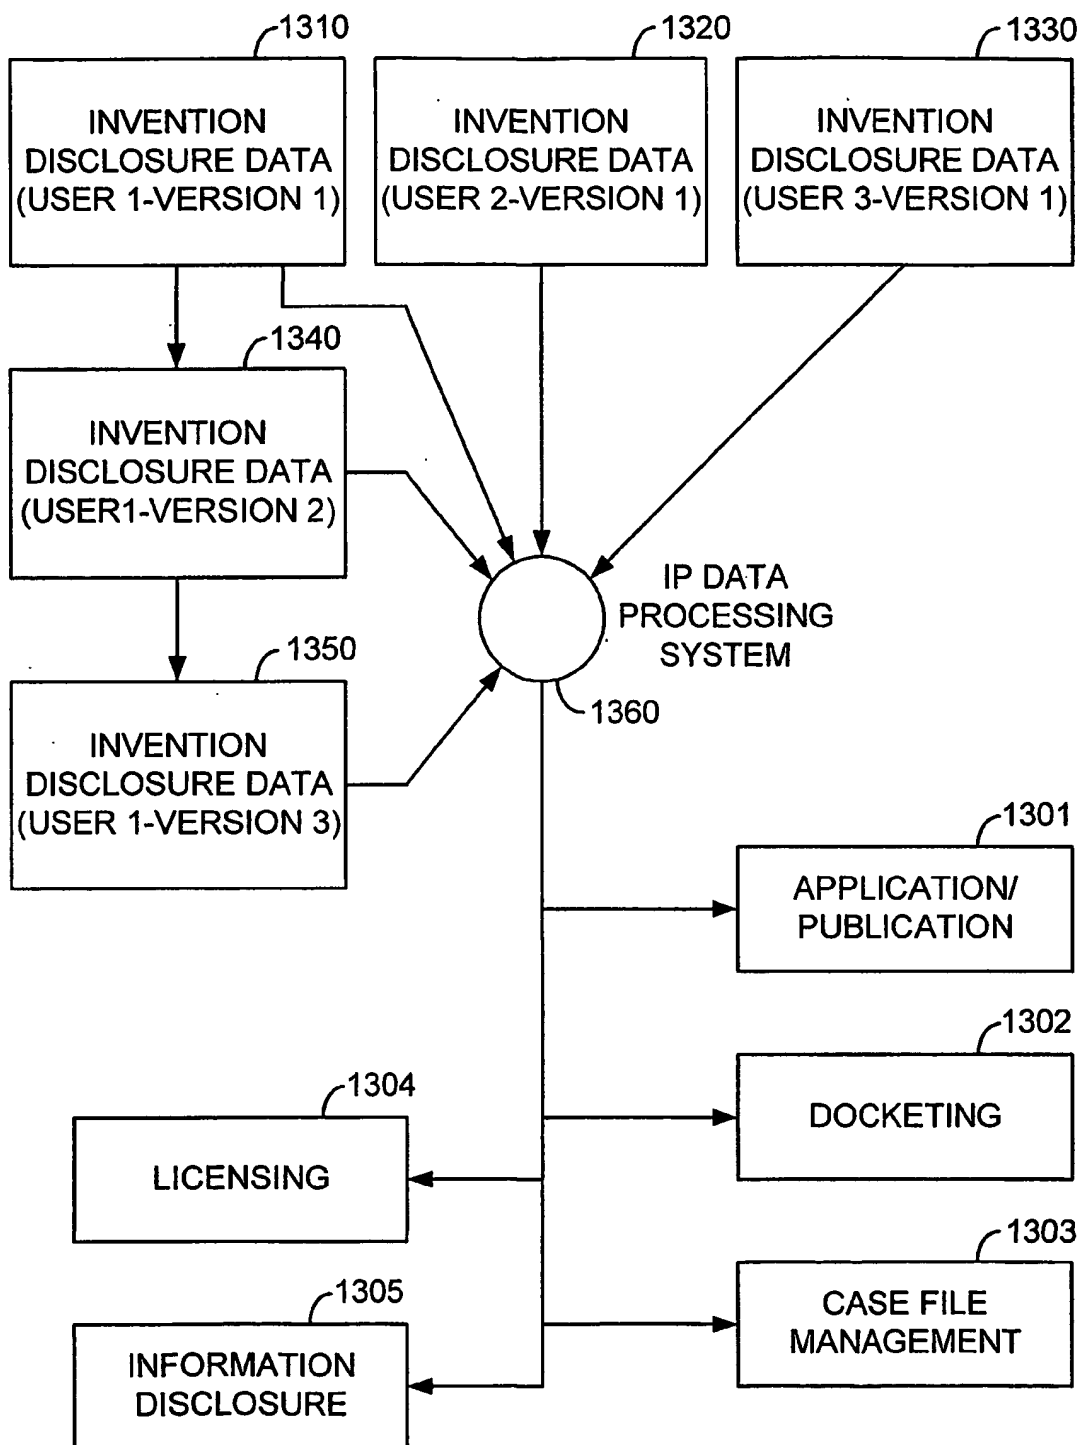 1310
1320
1330
INVENTION
DISCLOSURE DATA
(USER 1-VERSION 1)
INVENTION
DISCLOSURE DATA
(USER 2-VERSION 1)
INVENTION
DISCLOSURE DATA
(USER 3-VERSION 1)
1340
INVENTION
DISCLOSURE DATA
(USER1-VERSION 2)
IP DATA
PROCESSING
SYSTEM
1360
1350
INVENTION
DISCLOSURE DATA
(USER 1-VERSION 3)
1301
APPLICATION/
PUBLICATION
1302
DOCKETING
1304
LICENSING
1303
CASE FILE
MANAGEMENT
1305
INFORMATION
DISCLOSURE